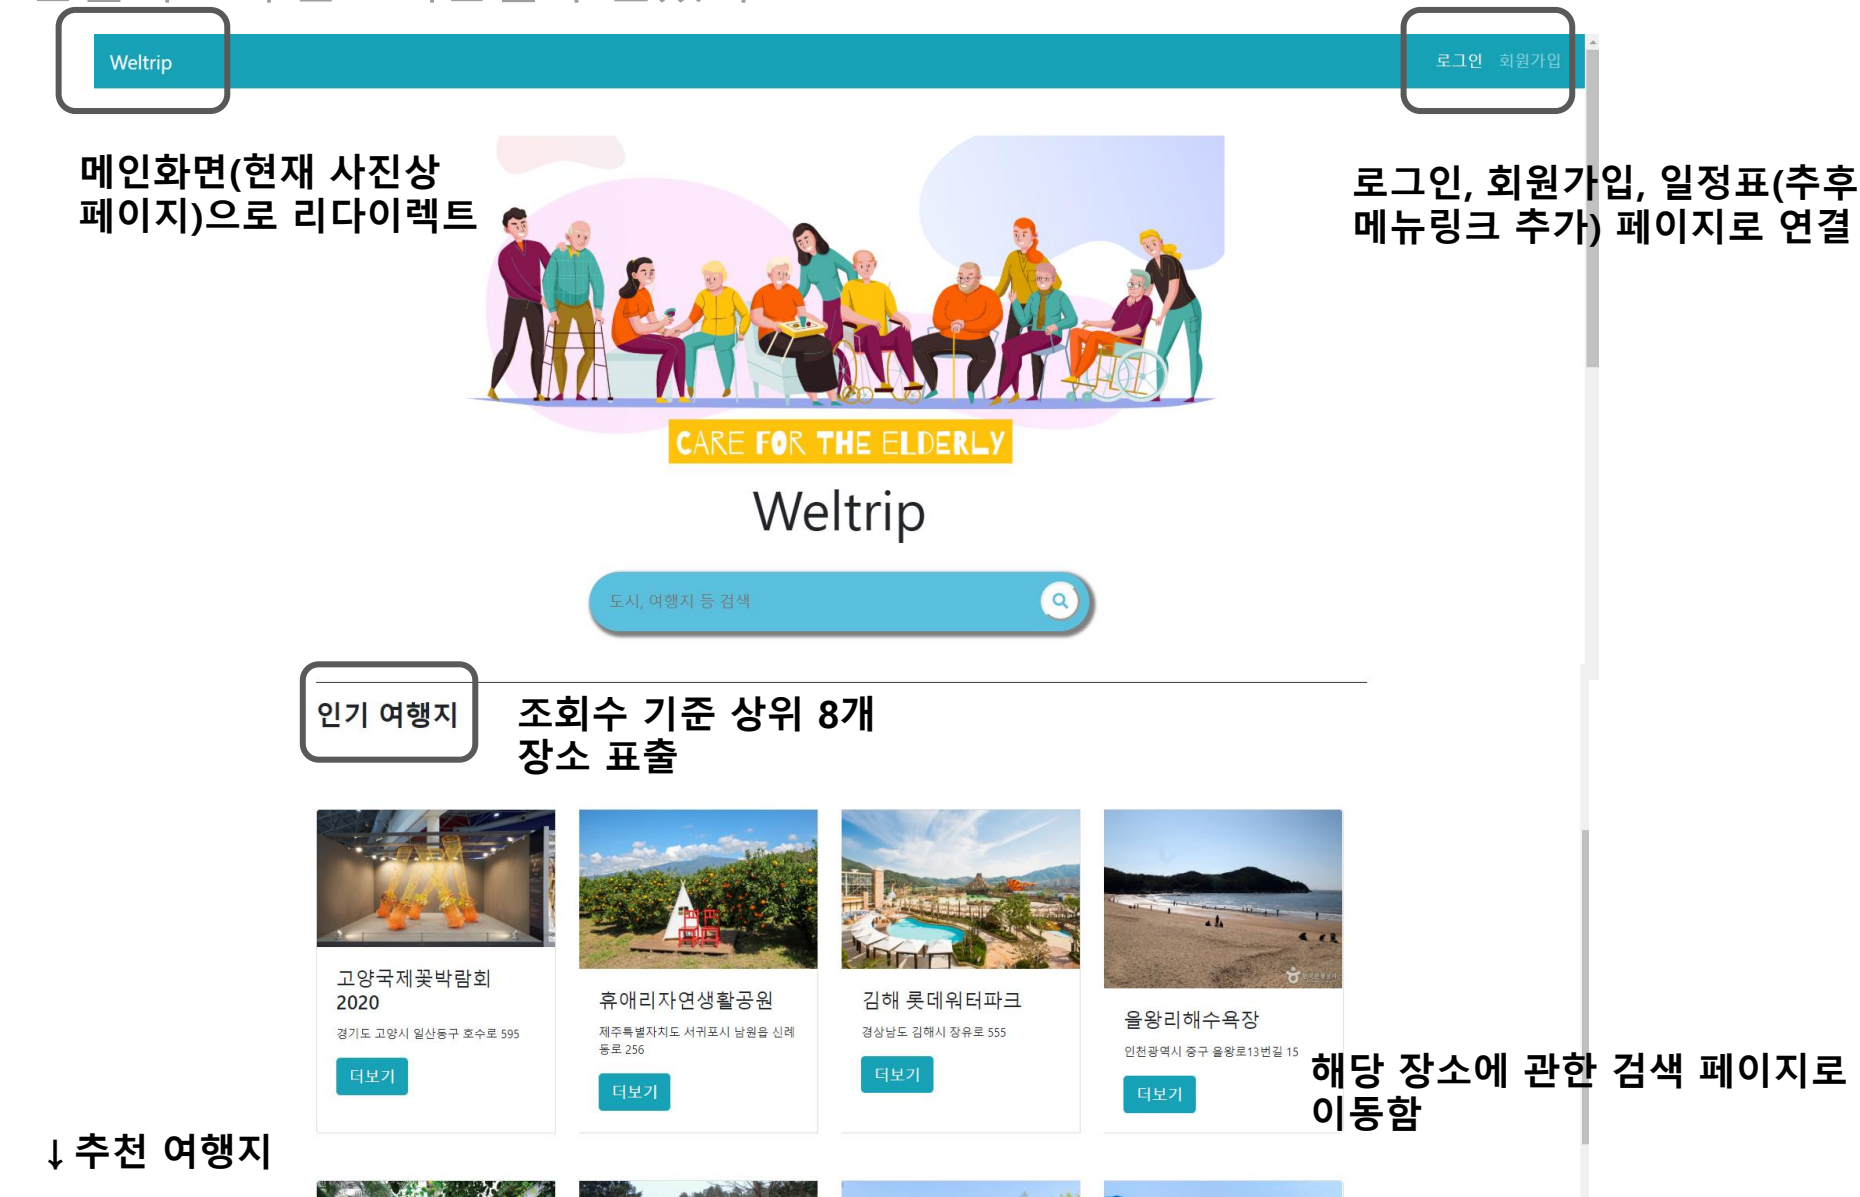 Weltrip
로그인 회원가입
메인화면(현재 사진상
페이지)으로 리다이렉트
로그인, 회원가입, 일정표(추후
메뉴링크 추가) 페이지로 연결
CARE FOR THE ELDERLY
Weltrip
도시, 여행지 등 검색
인기 여행지
조회수 기준 상위 8개
장소 표출
고양국제꽃박람회
2020
경기도 고양시 일산동구 호수로 595
더보기
휴애리자연생활공원
제주특별자치도 서귀포시 남원읍 신례
동로 256
더보기
김해 롯데워터파크
경상남도 김해시 장유로 555
더보기
을왕리해수욕장
인천광역시 중구 을왕로13번길 15
더보기
해당 장소에 관한 검색 페이지로
이동함
↓추천 여행지